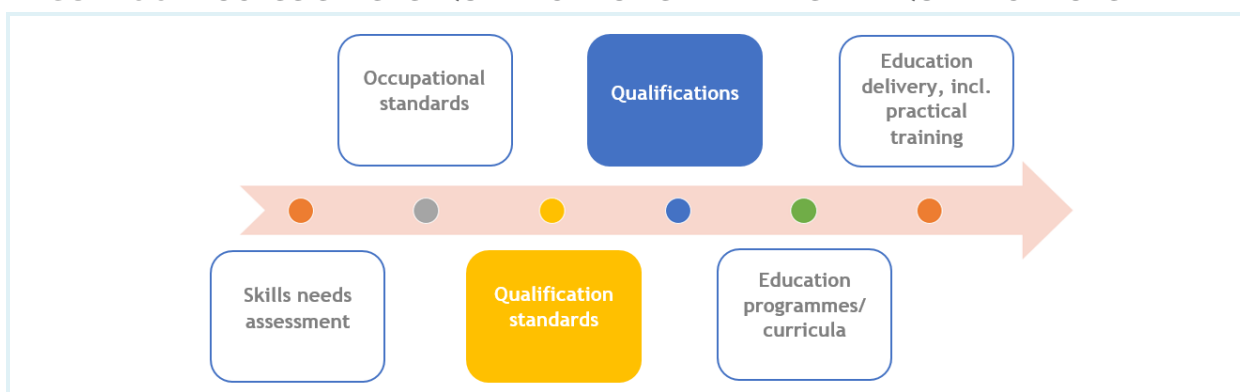 Occupational
standards
Qualifications
Education
delivery, incl.
practical
training
Skills needs
assessment
Qualification
standards
Education
programmes/
curricula